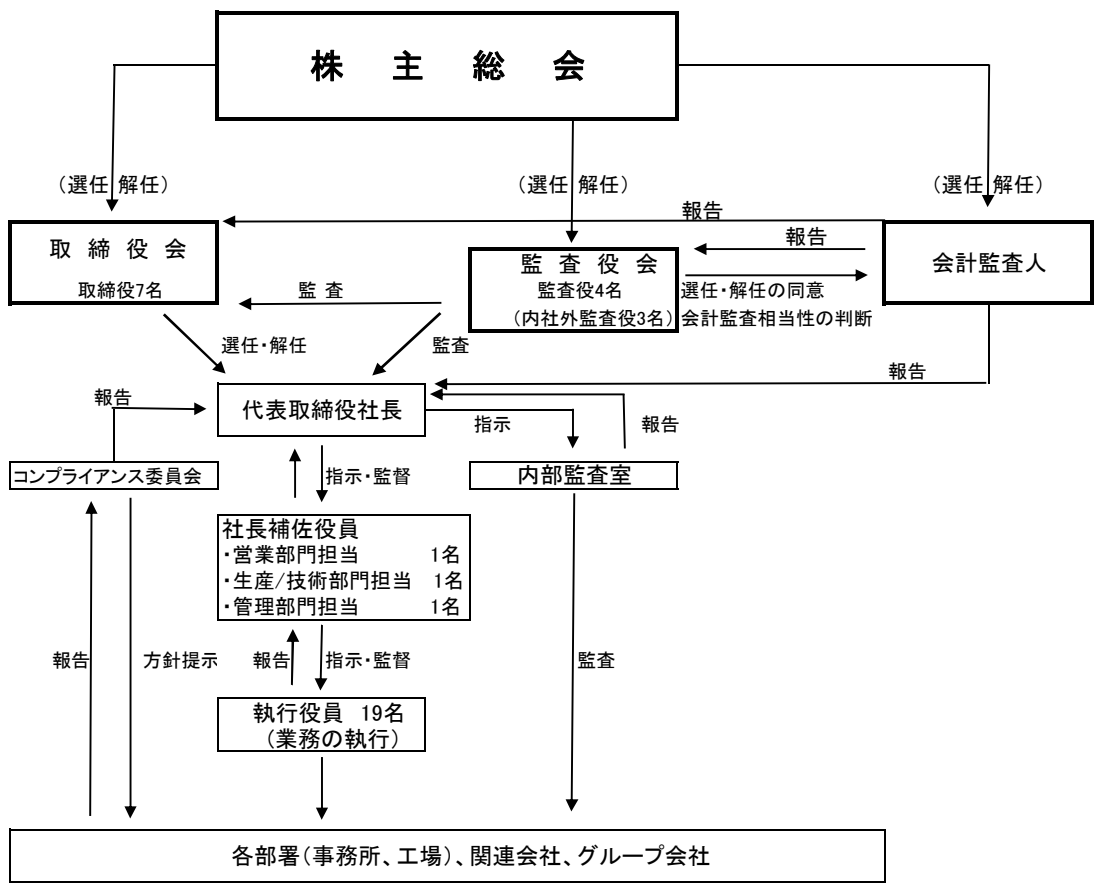 株 主 総 会
（選任 解任）
（選任 解任）
（選任 解任）
報告
取 締 役 会
取締役7名
監 査 役 会
監査役4名
（内社外監査役3名）
報告
選任・解任の同意
会計監査相当性の判断
会計監査人
監 査
選任・解任
監査
報告
報告
代表取締役社長
指示
報告
コンプライアンス委員会
指示・監督
内部監査室
社長補佐役員
・営業部門担当 1名
・生産/技術部門担当 1名
・管理部門担当 1名
報告
方針提示
報告
指示・監督
監査
執行役員 19名
（業務の執行）
各部署（事務所、工場）、関連会社、グループ会社